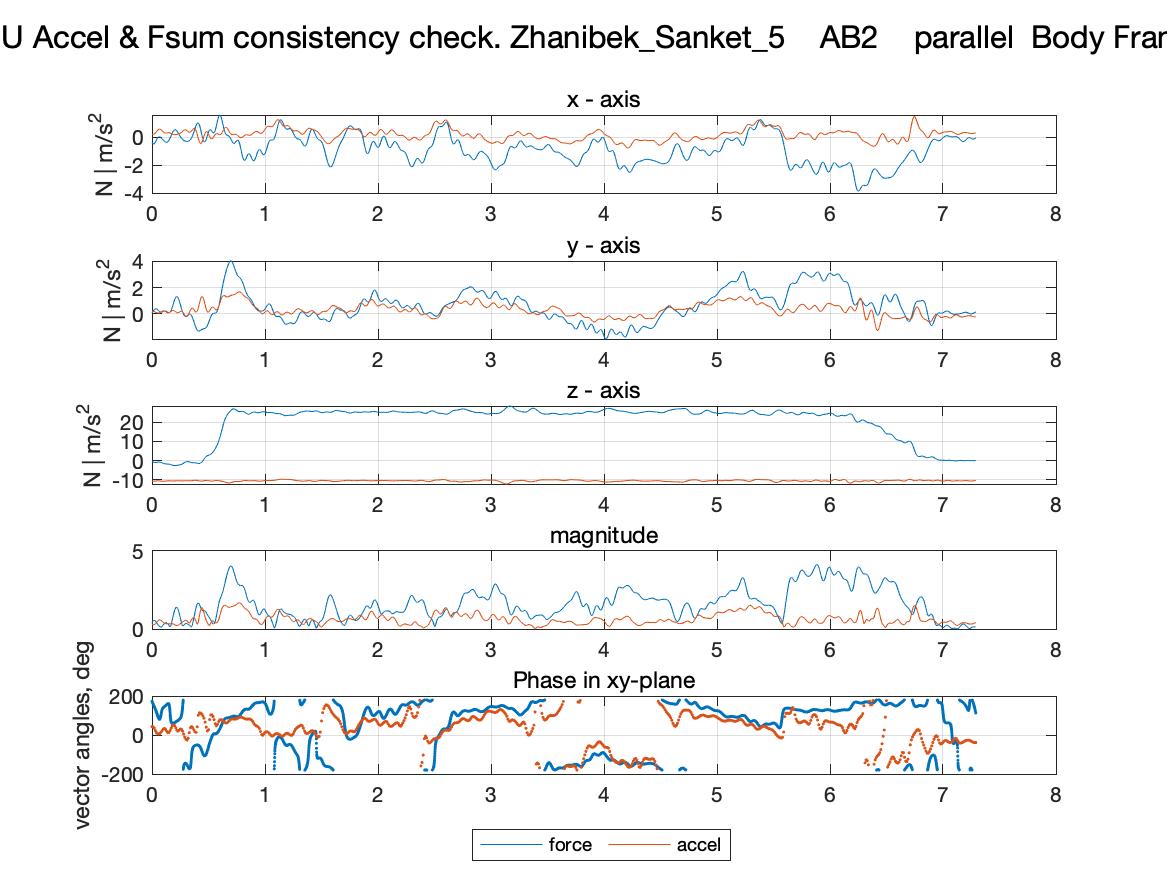 U Accel & Fsum consistency check. Zhanibek_Sanket_5 AB2 parallel Body Fra
x - axis
N | m/s²
0
-2
-4
0 1 2 3 4 5 6 7 8
y - axis
N | m/s²
4
2
0
0 1 2 3 4 5 6 7 8
z - axis
N | m/s²
20
10
0
-10
0 1 2 3 4 5 6 7 8
magnitude
5
0
0 1 2 3 4 5 6 7 8
Phase in xy-plane
vector angles, deg
200
0
-200
0 1 2 3 4 5 6 7 8
force accel